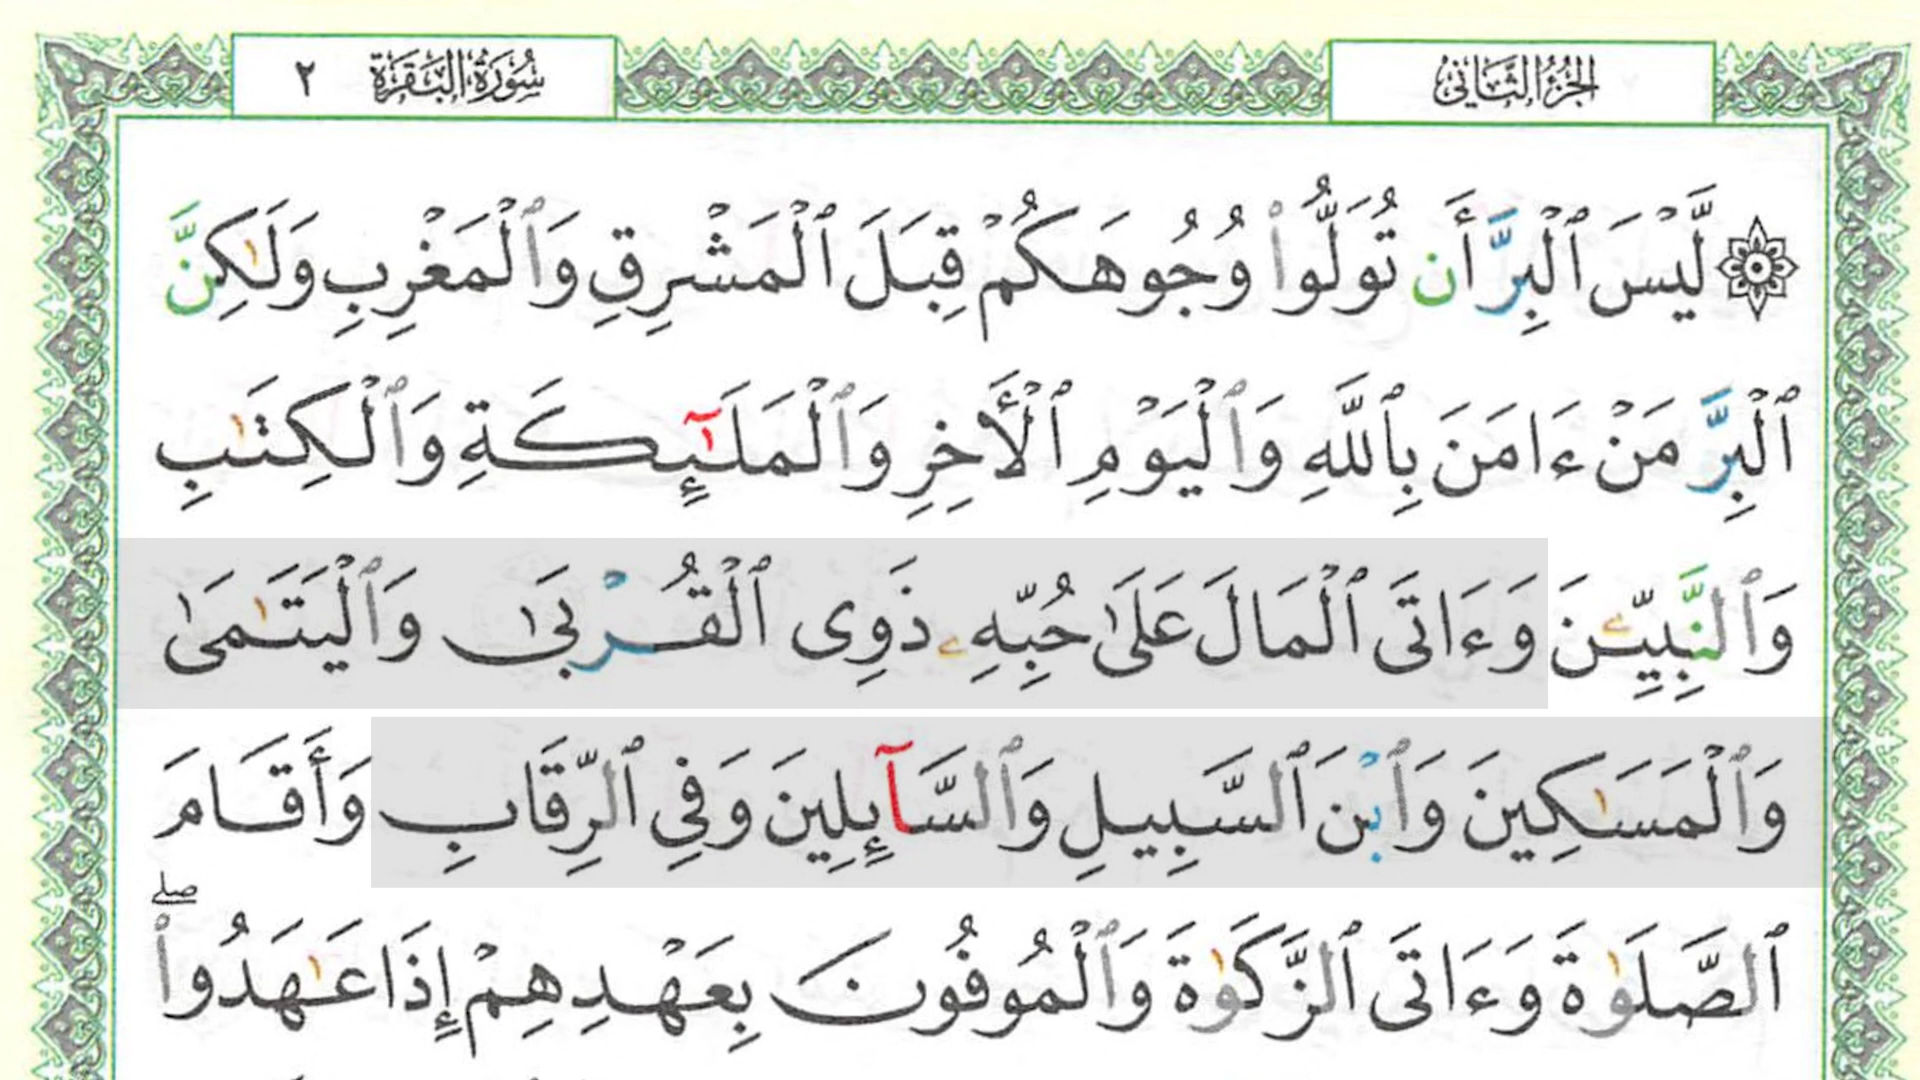 الجزء الثاني
سورة البقرة ٢
۞ لَّيْسَ ٱلْبِرَّ أَن تُوَلُّوا۟ وُجُوهَكُمْ قِبَلَ ٱلْمَشْرِقِ وَٱلْمَغْرِبِ وَلَـٰكِنَّ
ٱلْبِرَّ مَنْ ءَامَنَ بِٱللَّهِ وَٱلْيَوْمِ ٱلْأَخِرِ وَٱلْمَلَـٰٓئِكَةِ وَٱلْكِتَـٰبِ
وَٱلنَّبِيِّـۧنَ وَءَاتَى ٱلْمَالَ عَلَىٰ حُبِّهِۦ ذَوِى ٱلْقُرْبَىٰ وَٱلْيَتَـٰمَىٰ
وَٱلْمَسَـٰكِينَ وَٱبْنَ ٱلسَّبِيلِ وَٱلسَّآئِلِينَ وَفِى ٱلرِّقَابِ وَأَقَامَ
ٱلصَّلَوٰةَ وَءَاتَى ٱلزَّكَوٰةَ وَٱلْمُوفُونَ بِعَهْدِهِمْ إِذَا عَـٰهَدُوا۟ ۖ